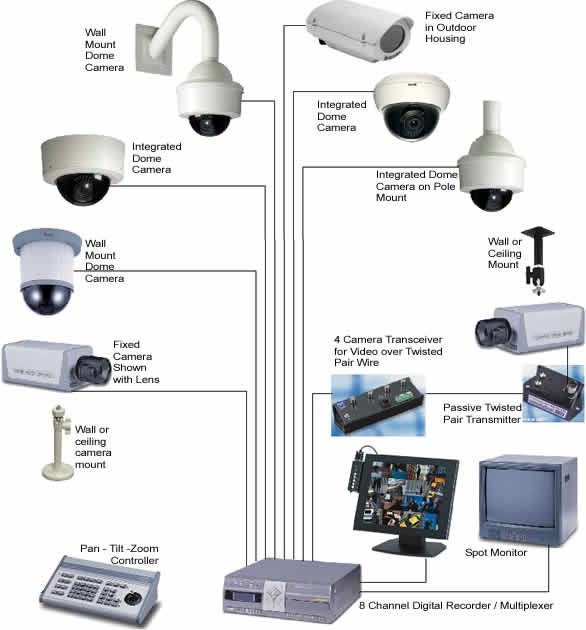 Wall
Mount
Dome
Camera
Fixed Camera
in Outdoor
Housing
Integrated
Dome
Camera
Integrated
Dome
Camera
Integrated Dome
Camera on Pole
Mount
Wall
Mount
Dome
Camera
Wall or
Ceiling
Mount
Fixed
Camera
Shown
with Lens
4 Camera Transceiver
for Video over Twisted
Pair Wire
Passive Twisted
Pair Transmitter
Wall or
ceiling
camera
mount
Spot Monitor
Pan - Tilt -Zoom
Controller
8 Channel Digital Recorder / Multiplexer